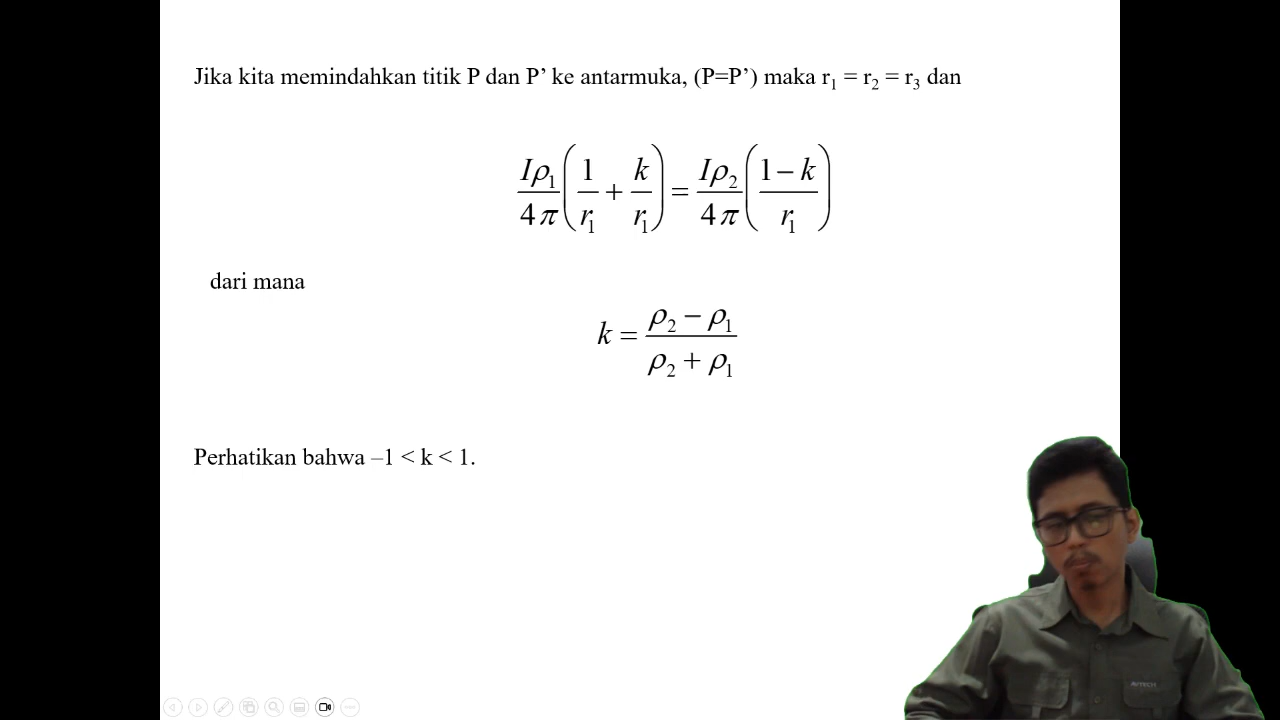 Jika kita memindahkan titik P dan P’ ke antarmuka, (P=P’) maka r₁ = r₂ = r₃ dan
Iρ₁/4π (1/r₁ + k/r₁) = Iρ₂/4π ((1−k)/r₁)
dari mana
k = (ρ₂ − ρ₁)/(ρ₂ + ρ₁)
Perhatikan bahwa –1 < k < 1.